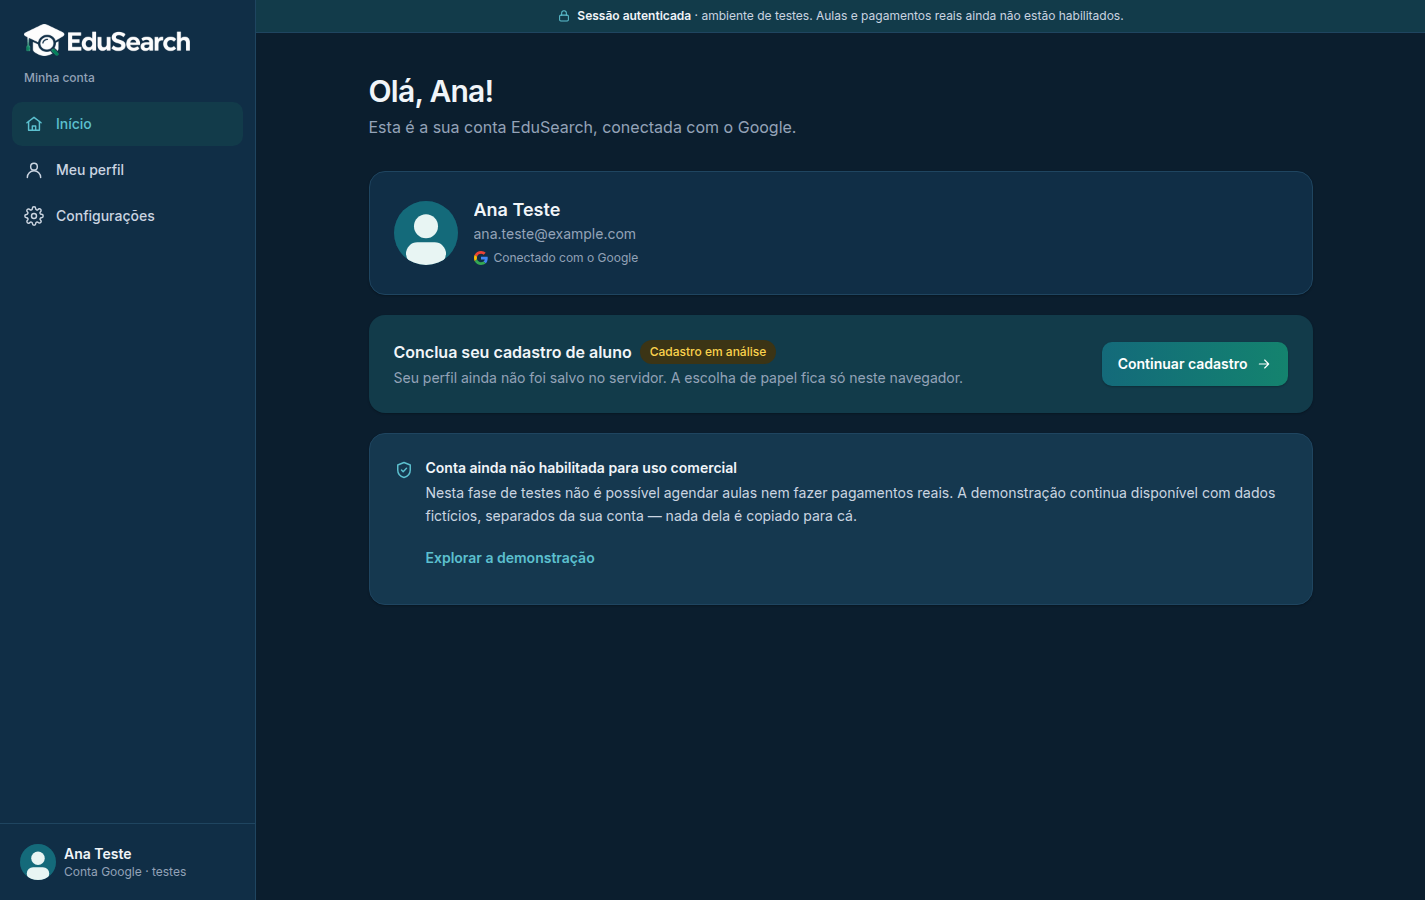 EduSearch
Minha conta
Início
Meu perfil
Configurações
Ana Teste
Conta Google · testes
Sessão autenticada · ambiente de testes. Aulas e pagamentos reais ainda não estão habilitados.
Olá, Ana!
Esta é a sua conta EduSearch, conectada com o Google.
Ana Teste
ana.teste@example.com
Conectado com o Google
Conclua seu cadastro de aluno Cadastro em análise
Seu perfil ainda não foi salvo no servidor. A escolha de papel fica só neste navegador.
Continuar cadastro →
Conta ainda não habilitada para uso comercial
Nesta fase de testes não é possível agendar aulas nem fazer pagamentos reais. A demonstração continua disponível com dados
fictícios, separados da sua conta — nada dela é copiado para cá.
Explorar a demonstração